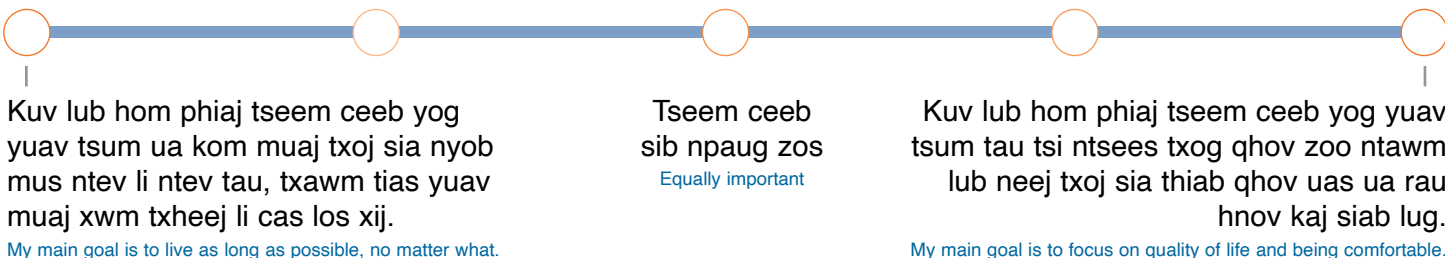 Kuv lub hom phiaj tseem ceeb yog
yuav tsum ua kom muaj txoj sia nyob
mus ntev li ntev tau, txawm tias yuav
muaj xwm txheej li cas los xij.
My main goal is to live as long as possible, no matter what.
Tseem ceeb
sib npaug zos
Equally important
Kuv lub hom phiaj tseem ceeb yog yuav
tsum tau tsi ntsees txog qhov zoo ntawm
lub neej txoj sia thiab qhov uas ua rau
hnov kaj siab lug.
My main goal is to focus on quality of life and being comfortable.